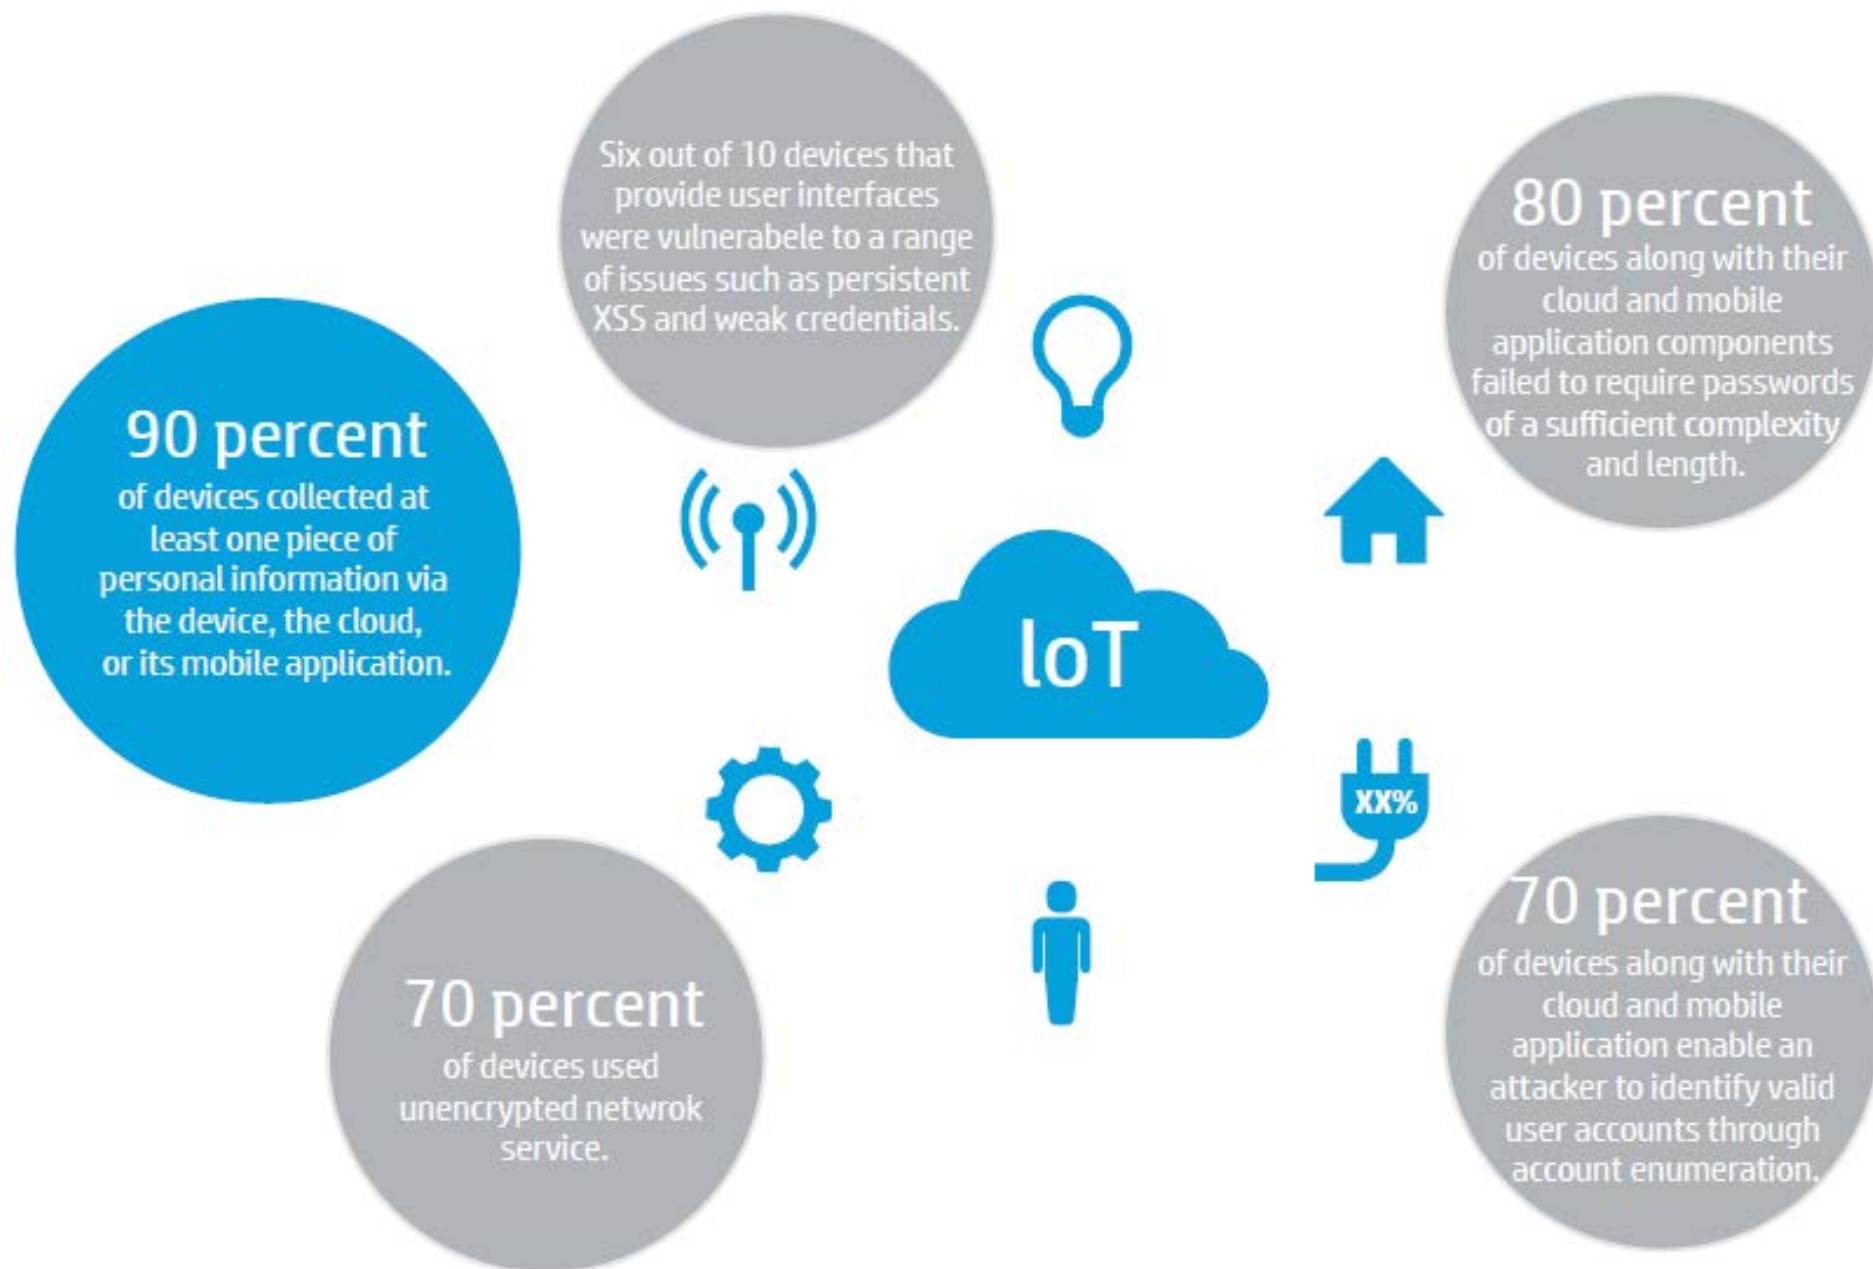 Six out of 10 devices that
provide user interfaces
were vulnerabele to a range
of issues such as persistent
XSS and weak credentials.
80 percent
of devices along with their
cloud and mobile
application components
failed to require passwords
of a sufficient complexity
and length.
90 percent
of devices collected at
least one piece of
personal information via
the device, the cloud,
or its mobile application.
IoT
XX%
70 percent
of devices used
unencrypted netwrok
service.
70 percent
of devices along with their
cloud and mobile
application enable an
attacker to identify valid
user accounts through
account enumeration.